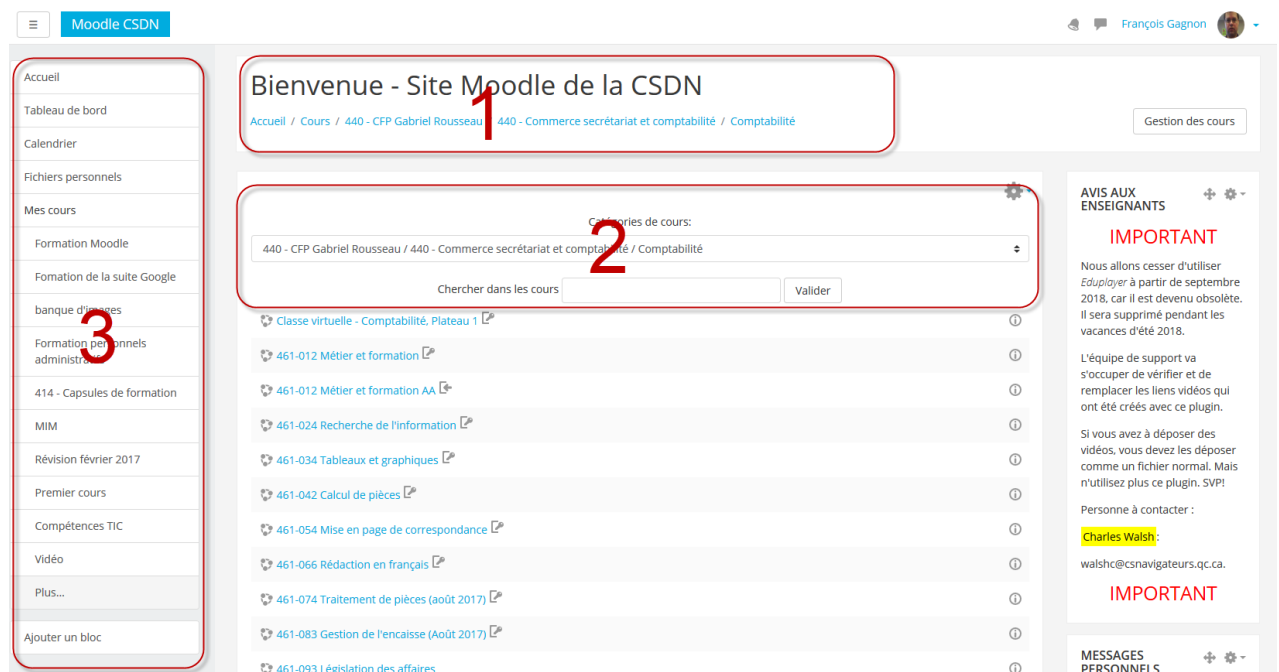 Moodle CSDN
François Gagnon
Accueil
Tableau de bord
Calendrier
Fichiers personnels
Mes cours
Formation Moodle
Fomation de la suite Google
banque d'images
Formation personnels
administratifs
414 - Capsules de formation
MIM
Révision février 2017
Premier cours
Compétences TIC
Vidéo
Plus...
Ajouter un bloc
3
Bienvenue - Site Moodle de la CSDN
Accueil / Cours / 440 - CFP Gabriel Rousseau / 440 - Commerce secrétariat et comptabilité / Comptabilité
1
Gestion des cours
Catégories de cours:
440 - CFP Gabriel Rousseau / 440 - Commerce secrétariat et comptabilité / Comptabilité
2
Chercher dans les cours
Valider
Classe virtuelle - Comptabilité, Plateau 1
461-012 Métier et formation
461-012 Métier et formation AA
461-024 Recherche de l'information
461-034 Tableaux et graphiques
461-042 Calcul de pièces
461-054 Mise en page de correspondance
461-066 Rédaction en français
461-074 Traitement de pièces (août 2017)
461-083 Gestion de l'encaisse (Août 2017)
461-093 Législation des affaires
AVIS AUX
ENSEIGNANTS
IMPORTANT
Nous allons cesser d'utiliser
Eduplayer à partir de septembre
2018, car il est devenu obsolète.
Il sera supprimé pendant les
vacances d'été 2018.
L'équipe de support va
s'occuper de vérifier et de
remplacer les liens vidéos qui
ont été créés avec ce plugin.
Si vous avez à déposer des
vidéos, vous devez les déposer
comme un fichier normal. Mais
n'utilisez plus ce plugin. SVP!
Personne à contacter :
Charles Walsh :
walshc@csnavigateurs.qc.ca.
IMPORTANT
MESSAGES
PERSONNELS